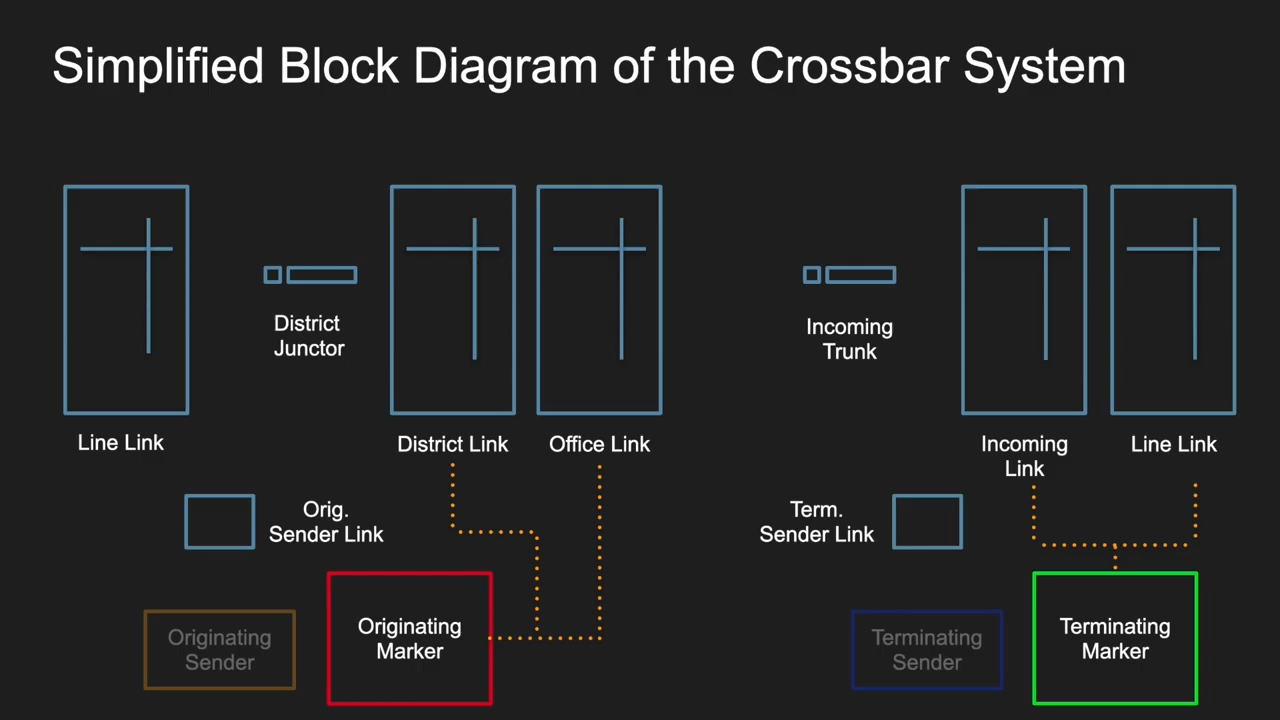 Simplified Block Diagram of the Crossbar System
District
Junctor
Incoming
Trunk
Line Link
District Link
Office Link
Incoming
Link
Line Link
Orig.
Sender Link
Term.
Sender Link
Originating
Sender
Originating
Marker
Terminating
Sender
Terminating
Marker